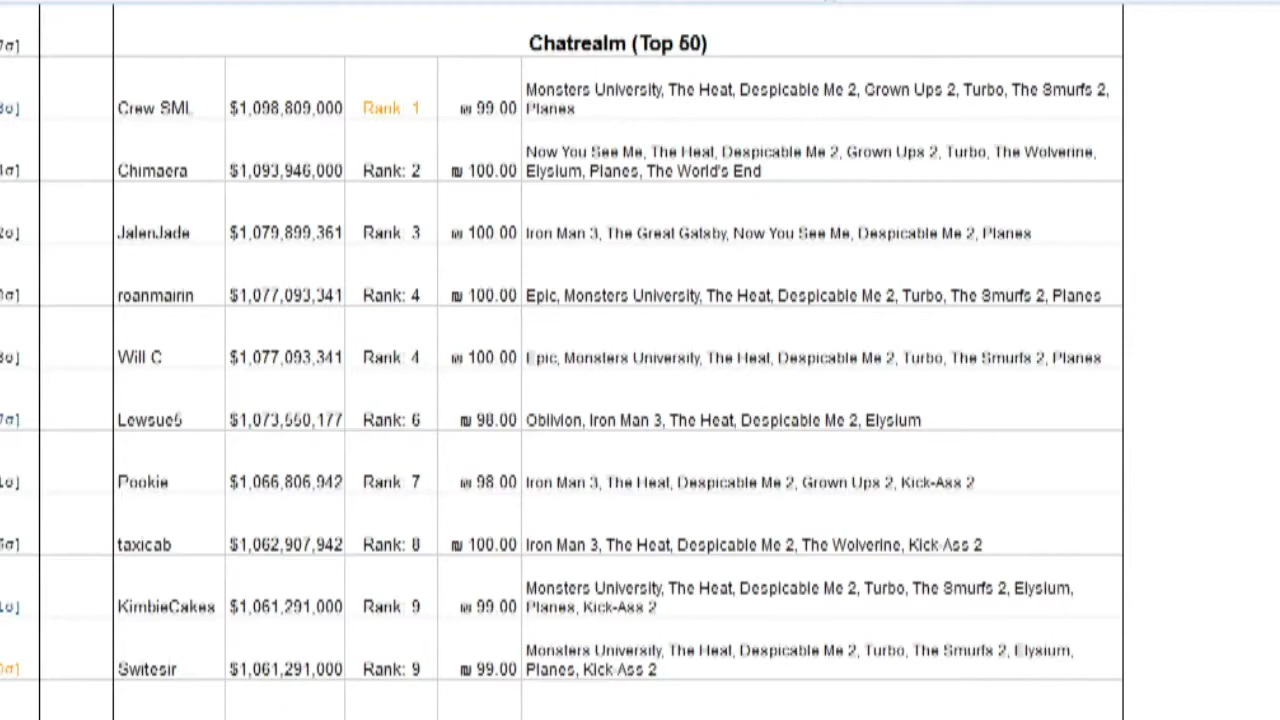 Chatrealm (Top 50)
Crew SML $1,098,809,000 Rank: 1 ₪ 99.00 Monsters University, The Heat, Despicable Me 2, Grown Ups 2, Turbo, The Smurfs 2,
Planes
Chimaera $1,093,946,000 Rank: 2 ₪ 100.00 Now You See Me, The Heat, Despicable Me 2, Grown Ups 2, Turbo, The Wolverine,
Elysium, Planes, The World's End
JalenJade $1,079,899,361 Rank: 3 ₪ 100.00 Iron Man 3, The Great Gatsby, Now You See Me, Despicable Me 2, Planes
roanmairin $1,077,093,341 Rank: 4 ₪ 100.00 Epic, Monsters University, The Heat, Despicable Me 2, Turbo, The Smurfs 2, Planes
Will C $1,077,093,341 Rank: 4 ₪ 100.00 Epic, Monsters University, The Heat, Despicable Me 2, Turbo, The Smurfs 2, Planes
Lewsue5 $1,073,550,177 Rank: 6 ₪ 98.00 Oblivion, Iron Man 3, The Heat, Despicable Me 2, Elysium
Pookie $1,066,806,942 Rank: 7 ₪ 98.00 Iron Man 3, The Heat, Despicable Me 2, Grown Ups 2, Kick-Ass 2
taxicab $1,062,907,942 Rank: 8 ₪ 100.00 Iron Man 3, The Heat, Despicable Me 2, The Wolverine, Kick-Ass 2
KimbieCakes $1,061,291,000 Rank: 9 ₪ 99.00 Monsters University, The Heat, Despicable Me 2, Turbo, The Smurfs 2, Elysium,
Planes, Kick-Ass 2
Switesir $1,061,291,000 Rank: 9 ₪ 99.00 Monsters University, The Heat, Despicable Me 2, Turbo, The Smurfs 2, Elysium,
Planes, Kick-Ass 2